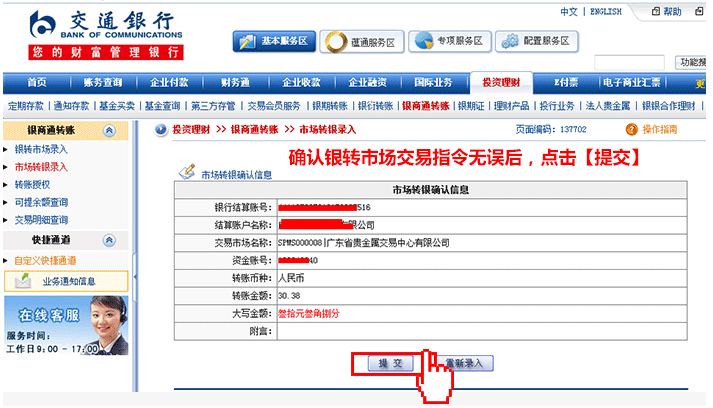 中文 | ENGLISH 帮助
交通銀行
BANK OF COMMUNICATIONS
您的财富管理银行
基本服务区 蕴通服务区 专项服务区 配置服务区
功能搜
首页 账务查询 企业付款 财务通 企业收款 企业融资 国际业务 投资理财 E付票 电子商业汇票 更
定期存款 | 通知存款 | 基金买卖 | 基金查询 | 第三方存管 | 交易会员服务 | 银期转账 | 银衍转账 | 银商通转账 | 银期证 | 理财产品 | 投行业务 | 法人贵金属 | 银银合作理财 |
银商通转账
银转市场录入
市场转银录入
转账授权
可提余额查询
交易明细查询
快捷通道
自定义快捷通道
业务通知信息
在线客服
服务时间:
工作日9:00 - 17:00
投资理财 >> 银商通转账 >> 市场转银录入 页面编码: 137702 操作指南
确认银转市场交易指令无误后，点击【提交】
市场转银确认信息
市场转银确认信息
银行结算账号: 516
结算账户名称: 限公司
交易市场名称: SPMS000008|广东省贵金属交易中心有限公司
资金账号: 40
转账币种: 人民币
转账金额: 30.38
大写金额: 叁拾元叁角捌分
附言:
提 交 重新录入